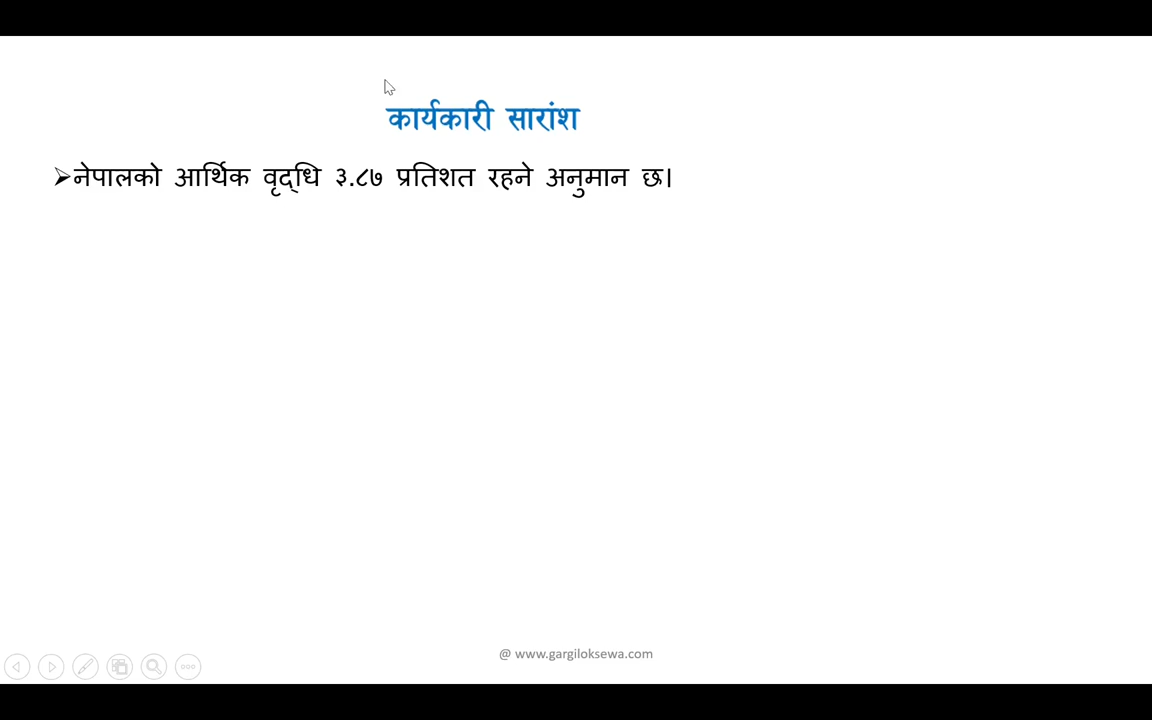 कार्यकारी सारांश
➢नेपालको आर्थिक वृद्धि ३.८७ प्रतिशत रहने अनुमान छ।
@ www.gargiloksewa.com